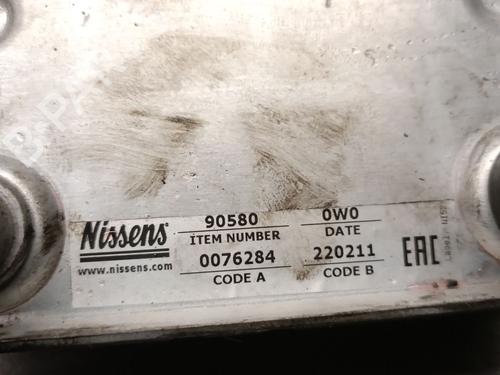 Nissens
www.nissens.com
90580
ITEM NUMBER
0076284
CODE A
0W0
DATE
220211
CODE B
EAC